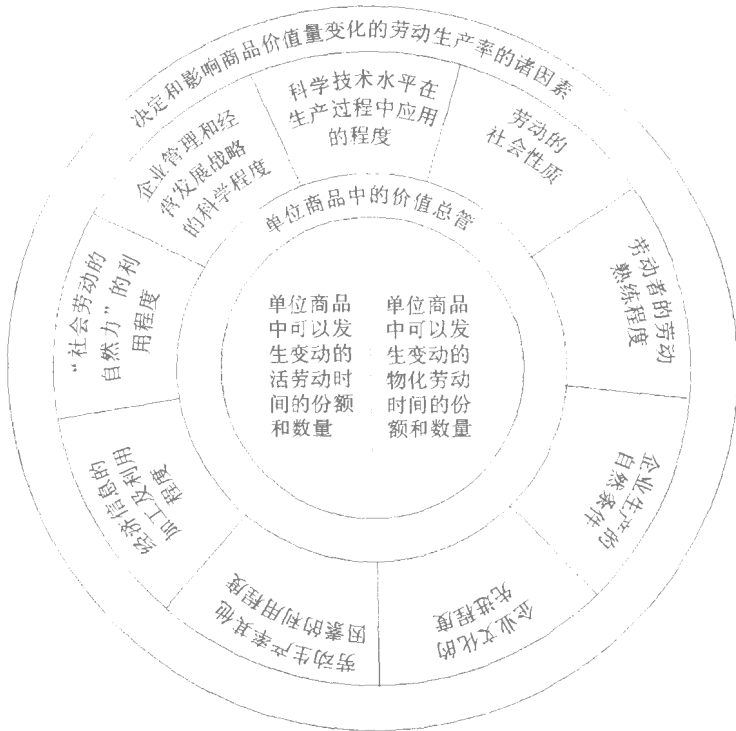 决定和影响商品价值量变化的劳动生产率的诸因素
科学技术水平在
生产过程中应用
的程度
劳动的
社会性质
劳动者的劳动
熟练程度
企业生产的
自然条件
企业文化的
先进程度
劳动生产率其他
因素的利用程度
经济信息的
加工及利用
程度
“社会劳动的
自然力”的利
用程度
企业管理和经
营发展战略
的科学程度
单位商品中的价值总管
单位商品
中可以发
生变动的
活劳动时
间的份额
和数量
单位商品
中可以发
生变动的
物化劳动
时间的份
额和数量